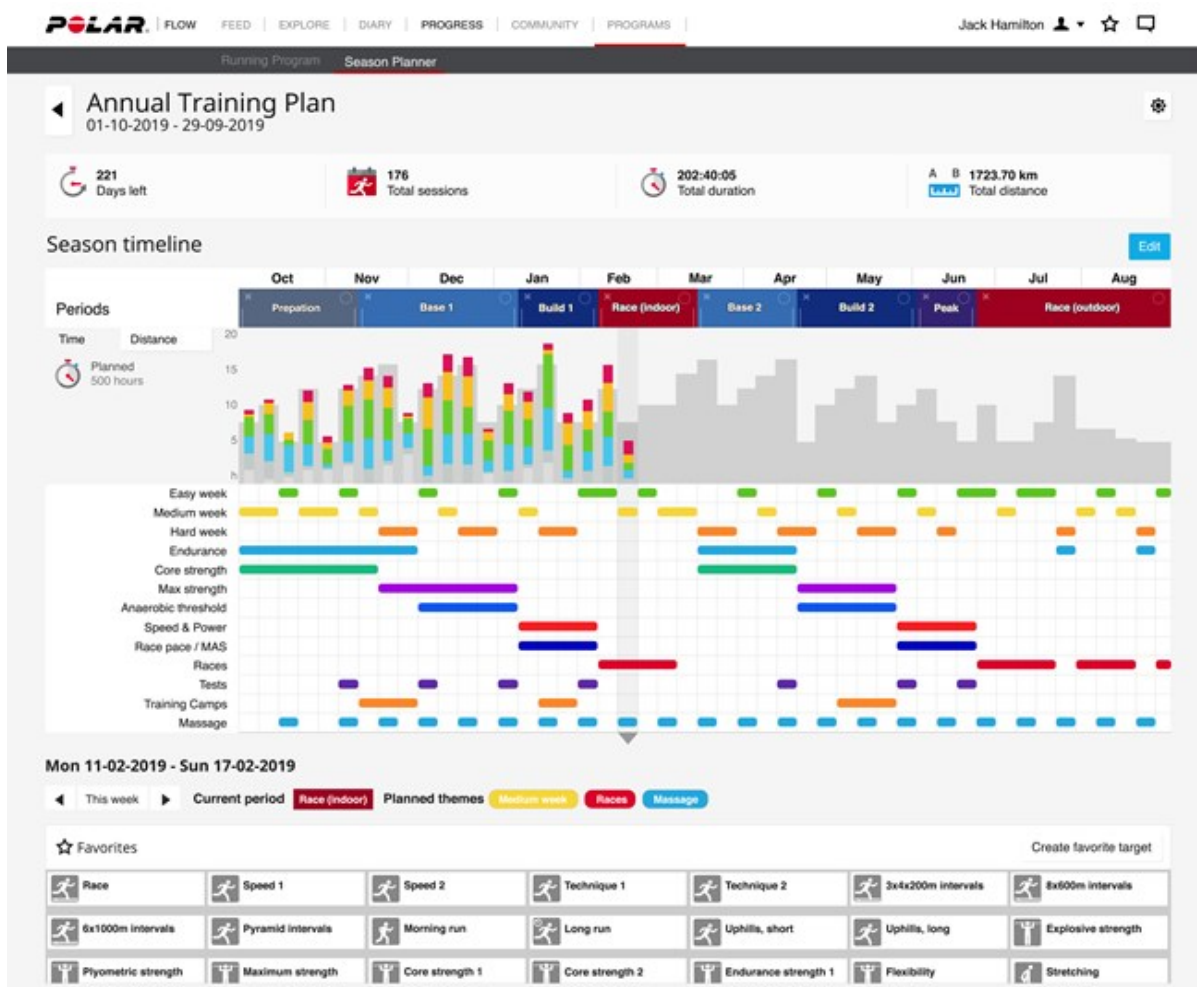 POLAR. | FLOW FEED | EXPLORE | DIARY | PROGRESS | COMMUNITY | PROGRAMS | Jack Hamilton
Running Program Season Planner
Annual Training Plan
01-10-2019 - 29-09-2019
221 176 202:40:05 A B 1723.70 km
Days left Total sessions Total duration Total distance
Season timeline Edit
Oct Nov Dec Jan Feb Mar Apr May Jun Jul Aug
Periods Prepation Base 1 Build 1 Race (indoor) Base 2 Build 2 Peak Race (outdoor)
Time Distance 20
Planned 15
500 hours
10
5
h
Easy week
Medium week
Hard week
Endurance
Core strength
Max strength
Anaerobic threshold
Speed & Power
Race pace / MAS
Races
Tests
Training Camps
Massage
Mon 11-02-2019 - Sun 17-02-2019
This week Current period Race (indoor) Planned themes Medium week Races Massage
Favorites Create favorite target
Race Speed 1 Speed 2 Technique 1 Technique 2 3x4x200m intervals 8x600m intervals
6x1000m intervals Pyramid intervals Morning run Long run Uphills, short Uphills, long Explosive strength
Plyometric strength Maximum strength Core strength 1 Core strength 2 Endurance strength 1 Flexibility Stretching